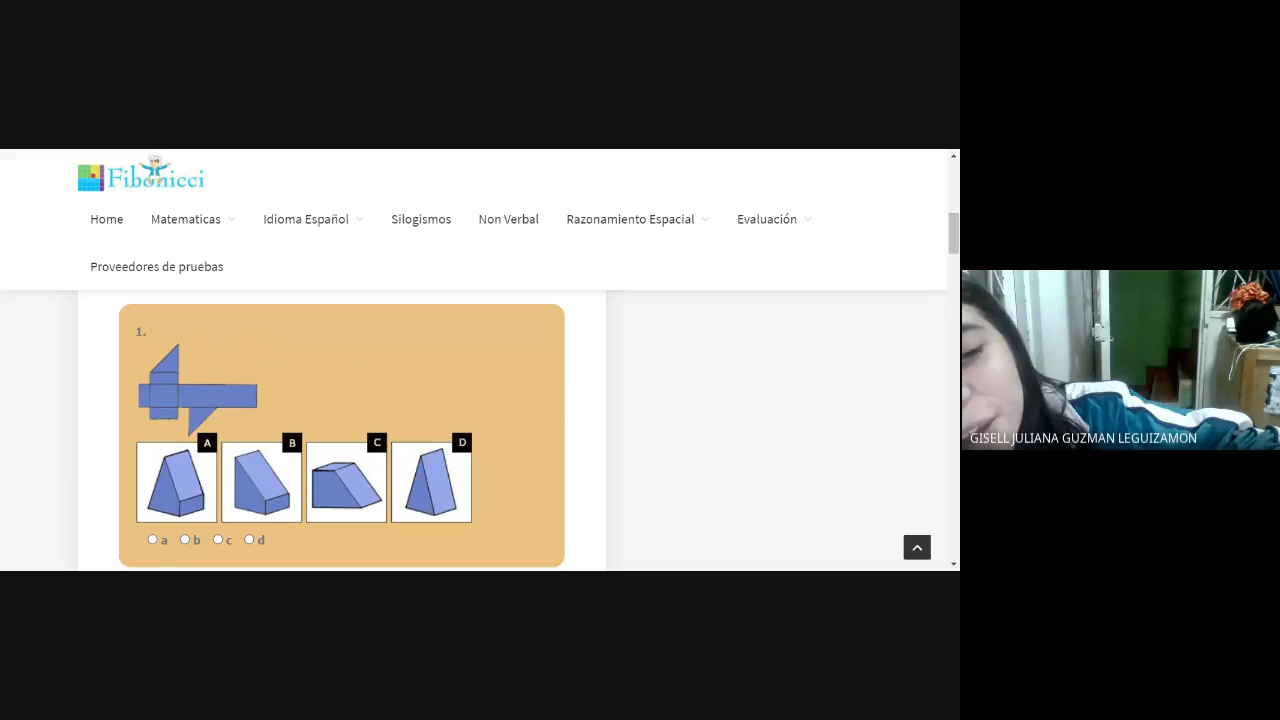 Fibonicci
Home Matematicas Idioma Español Silogismos Non Verbal Razonamiento Espacial Evaluación
Proveedores de pruebas
1.
A B C D
a b c d
GISELL JULIANA GUZMAN LEGUIZAMON